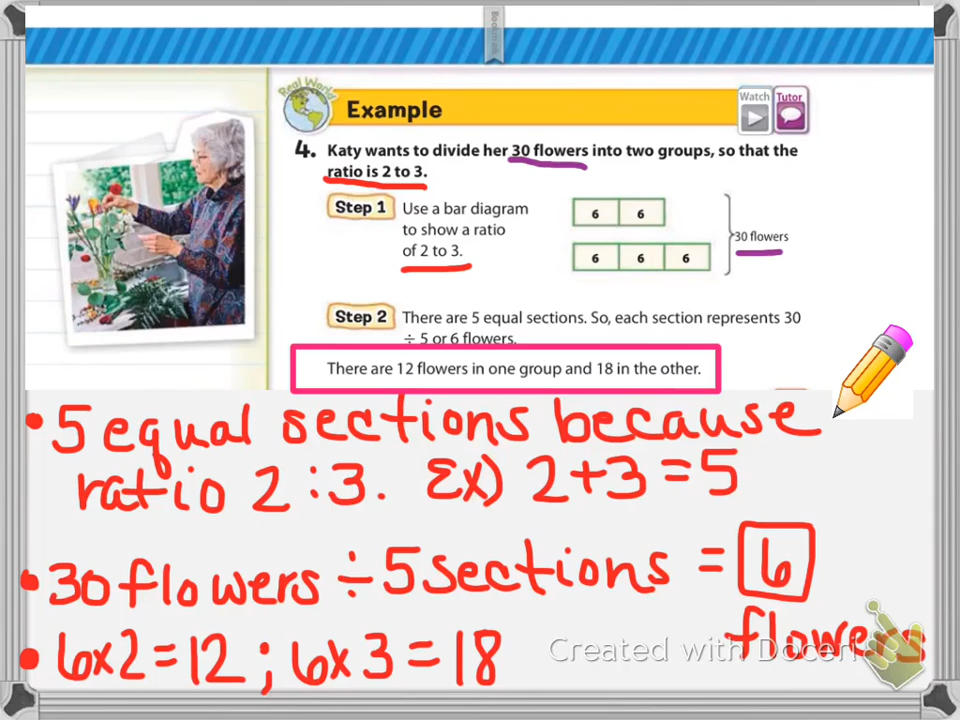 Bookmark
Real World
Example
Watch
Tutor
4. Katy wants to divide her 30 flowers into two groups, so that the
ratio is 2 to 3.
Step 1 Use a bar diagram
to show a ratio
of 2 to 3.
6 6
6 6 6
30 flowers
Step 2 There are 5 equal sections. So, each section represents 30
÷ 5 or 6 flowers.
There are 12 flowers in one group and 18 in the other.
• 5 equal sections because
ratio 2:3. Ex) 2+3=5
• 30 flowers ÷ 5 sections = 6
flowers
• 6x2=12; 6x3=18
Created with Doceri